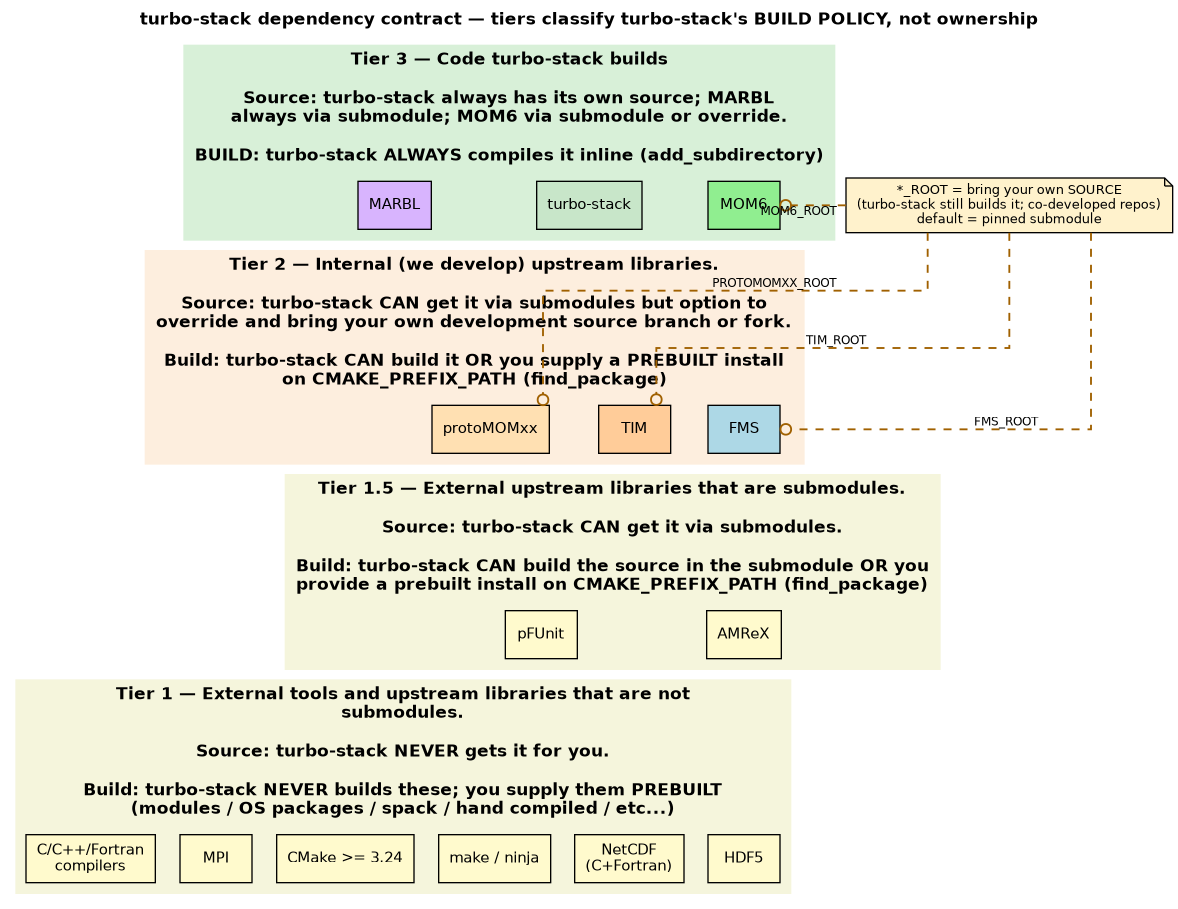 turbo-stack dependency contract — tiers classify turbo-stack's BUILD POLICY, not ownership
Tier 3 — Code turbo-stack builds
Source: turbo-stack always has its own source; MARBL
always via submodule; MOM6 via submodule or override.
BUILD: turbo-stack ALWAYS compiles it inline (add_subdirectory)
MARBL
turbo-stack
MOM6
MOM6_ROOT
*_ROOT = bring your own SOURCE
(turbo-stack still builds it; co-developed repos)
default = pinned submodule
Tier 2 — Internal (we develop) upstream libraries.
PROTOMOMXX_ROOT
Source: turbo-stack CAN get it via submodules but option to
override and bring your own development source branch or fork.
TIM_ROOT
Build: turbo-stack CAN build it OR you supply a PREBUILT install
on CMAKE_PREFIX_PATH (find_package)
protoMOMxx
TIM
FMS
FMS_ROOT
Tier 1.5 — External upstream libraries that are submodules.
Source: turbo-stack CAN get it via submodules.
Build: turbo-stack CAN build the source in the submodule OR you
provide a prebuilt install on CMAKE_PREFIX_PATH (find_package)
pFUnit
AMReX
Tier 1 — External tools and upstream libraries that are not
submodules.
Source: turbo-stack NEVER gets it for you.
Build: turbo-stack NEVER builds these; you supply them PREBUILT
(modules / OS packages / spack / hand compiled / etc...)
C/C++/Fortran
compilers
MPI
CMake >= 3.24
make / ninja
NetCDF
(C+Fortran)
HDF5